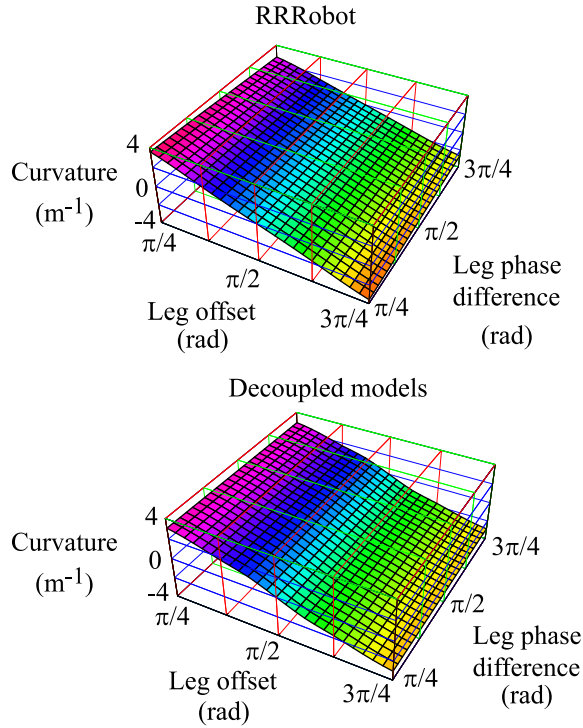 RRRobot
4
Curvature
0
(m-1)
-4
π/4
π/2
3π/4
Leg offset
(rad)
π/4
π/2
3π/4
Leg phase
difference
(rad)
Decoupled models
4
Curvature
0
(m-1)
-4
π/4
π/2
3π/4
Leg offset
(rad)
π/4
π/2
3π/4
Leg phase
difference
(rad)